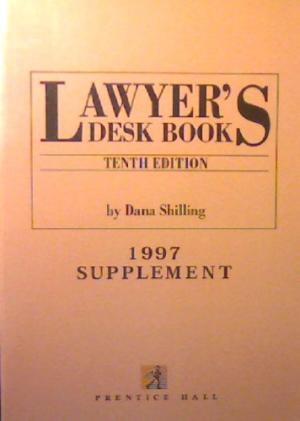 LAWYER'S
DESK BOOK
TENTH EDITION
by Dana Shilling
1997
SUPPLEMENT
PRENTICE HALL